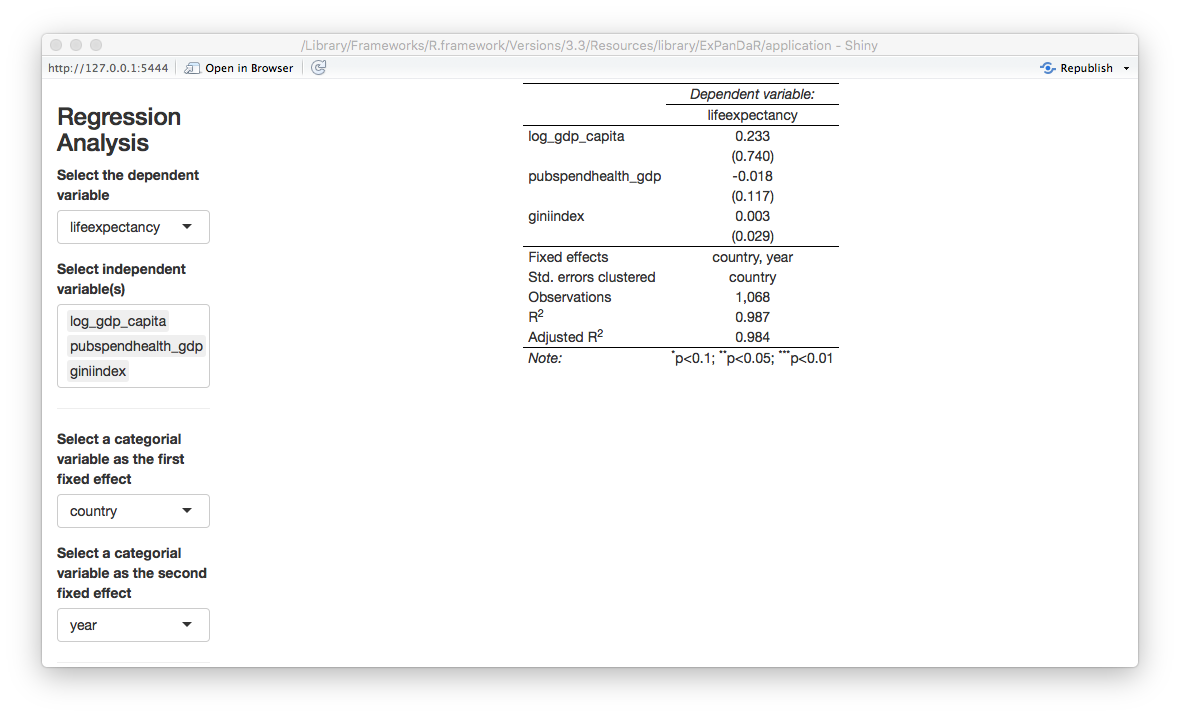 /Library/Frameworks/R.framework/Versions/3.3/Resources/library/ExPanDaR/application - Shiny
http://127.0.0.1:5444 Open in Browser Republish
Regression
Analysis
Select the dependent
variable
lifeexpectancy
Select independent
variable(s)
log_gdp_capita
pubspendhealth_gdp
giniindex
Select a categorial
variable as the first
fixed effect
country
Select a categorial
variable as the second
fixed effect
year
Dependent variable:
lifeexpectancy
log_gdp_capita 0.233
(0.740)
pubspendhealth_gdp -0.018
(0.117)
giniindex 0.003
(0.029)
Fixed effects country, year
Std. errors clustered country
Observations 1,068
R² 0.987
Adjusted R² 0.984
Note: *p<0.1; **p<0.05; ***p<0.01